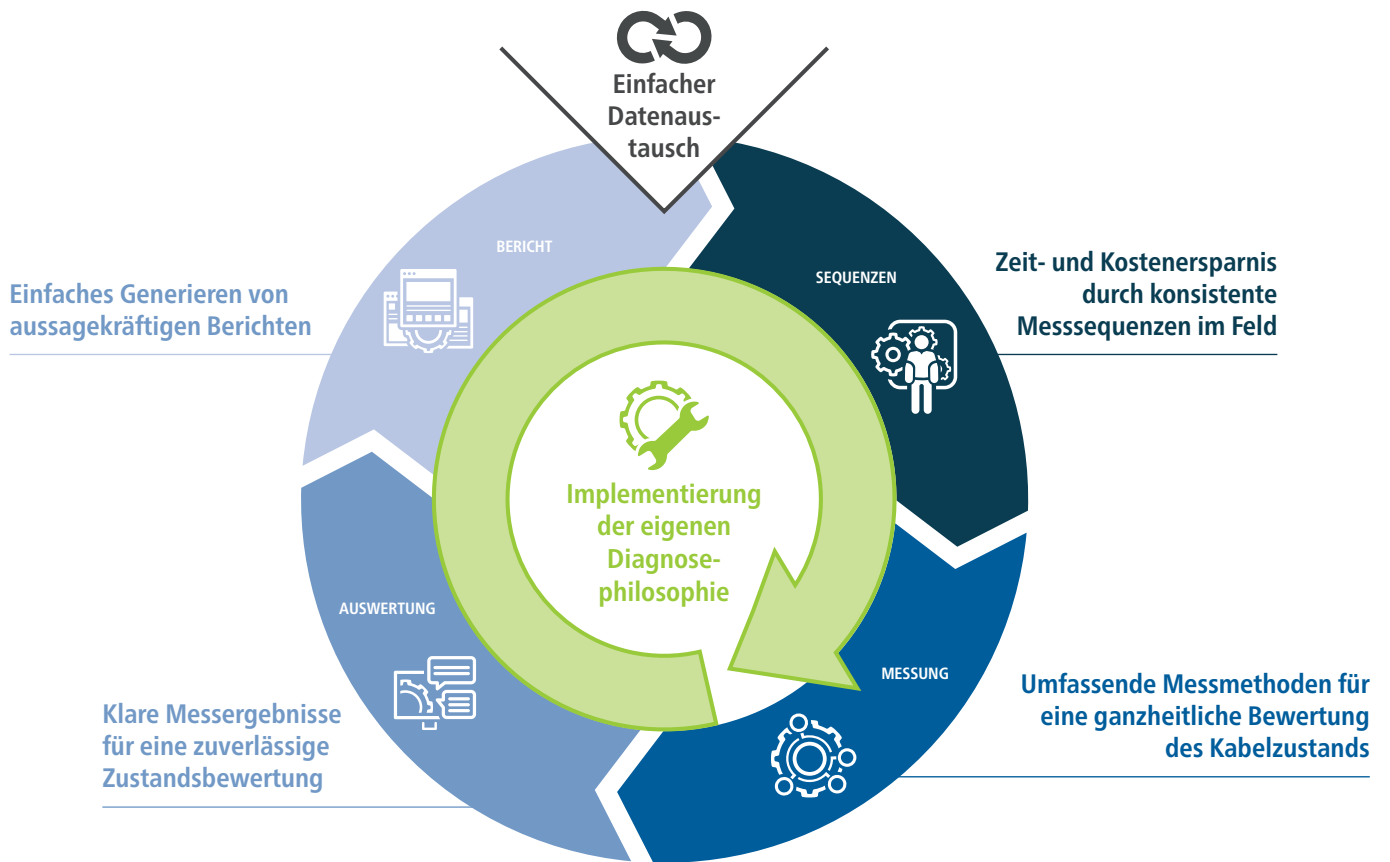 Einfacher
Datenaus-
tausch
BERICHT
Einfaches Generieren von
aussagekräftigen Berichten
SEQUENZEN
Zeit- und Kostenersparnis
durch konsistente
Messsequenzen im Feld
Implementierung
der eigenen
Diagnose-
philosophie
AUSWERTUNG
Klare Messergebnisse
für eine zuverlässige
Zustandsbewertung
MESSUNG
Umfassende Messmethoden für
eine ganzheitliche Bewertung
des Kabelzustands